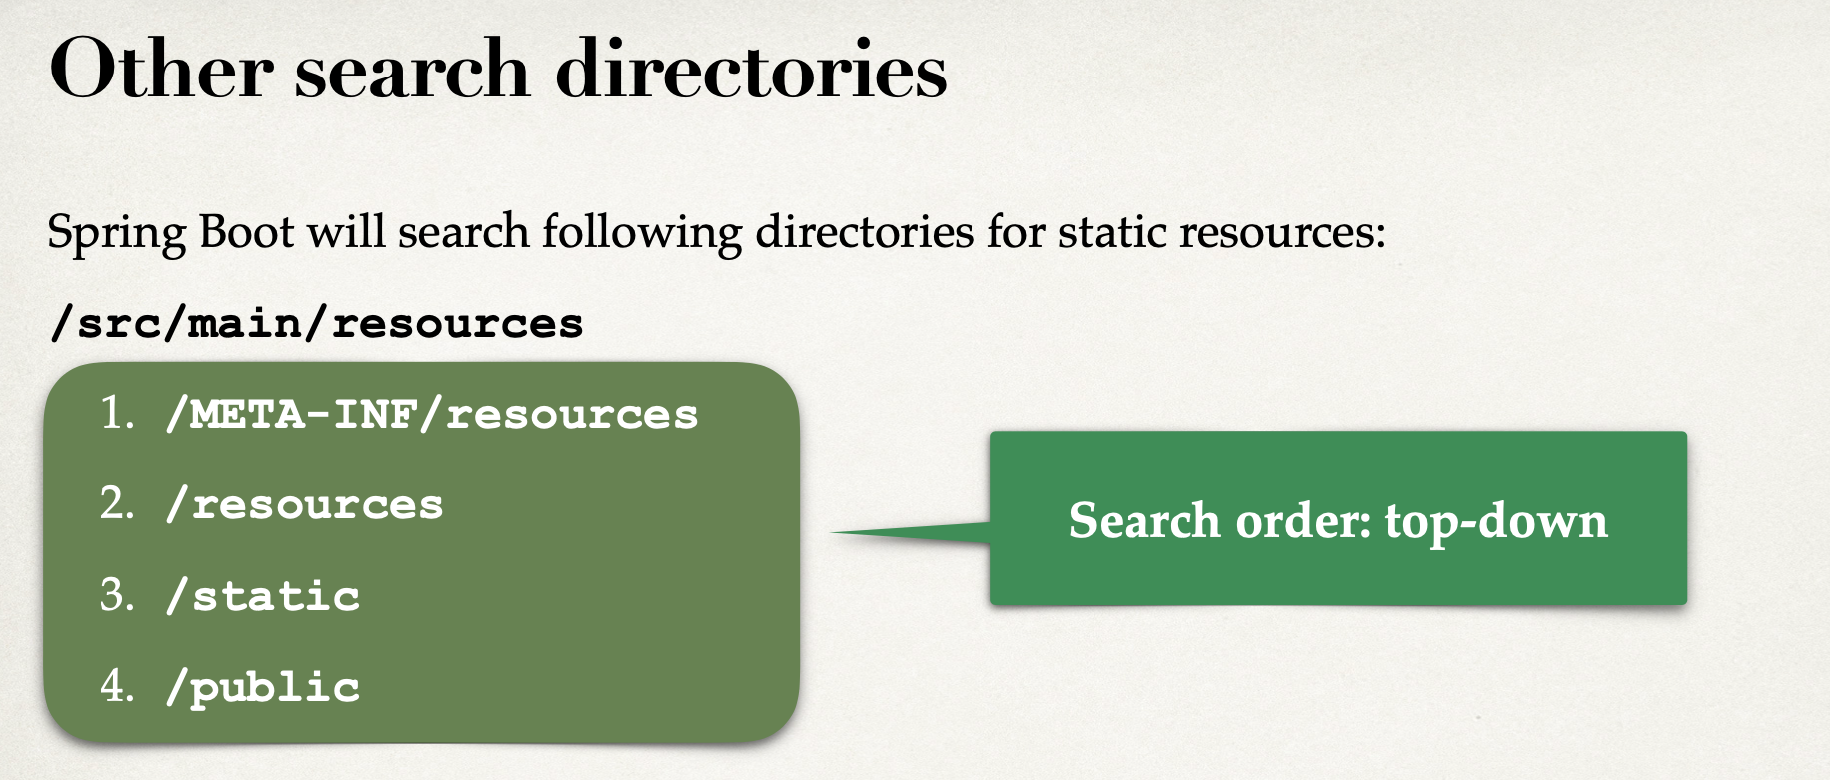 Other search directories
Spring Boot will search following directories for static resources:
/src/main/resources
1. /META-INF/resources
2. /resources
3. /static
4. /public
Search order: top-down